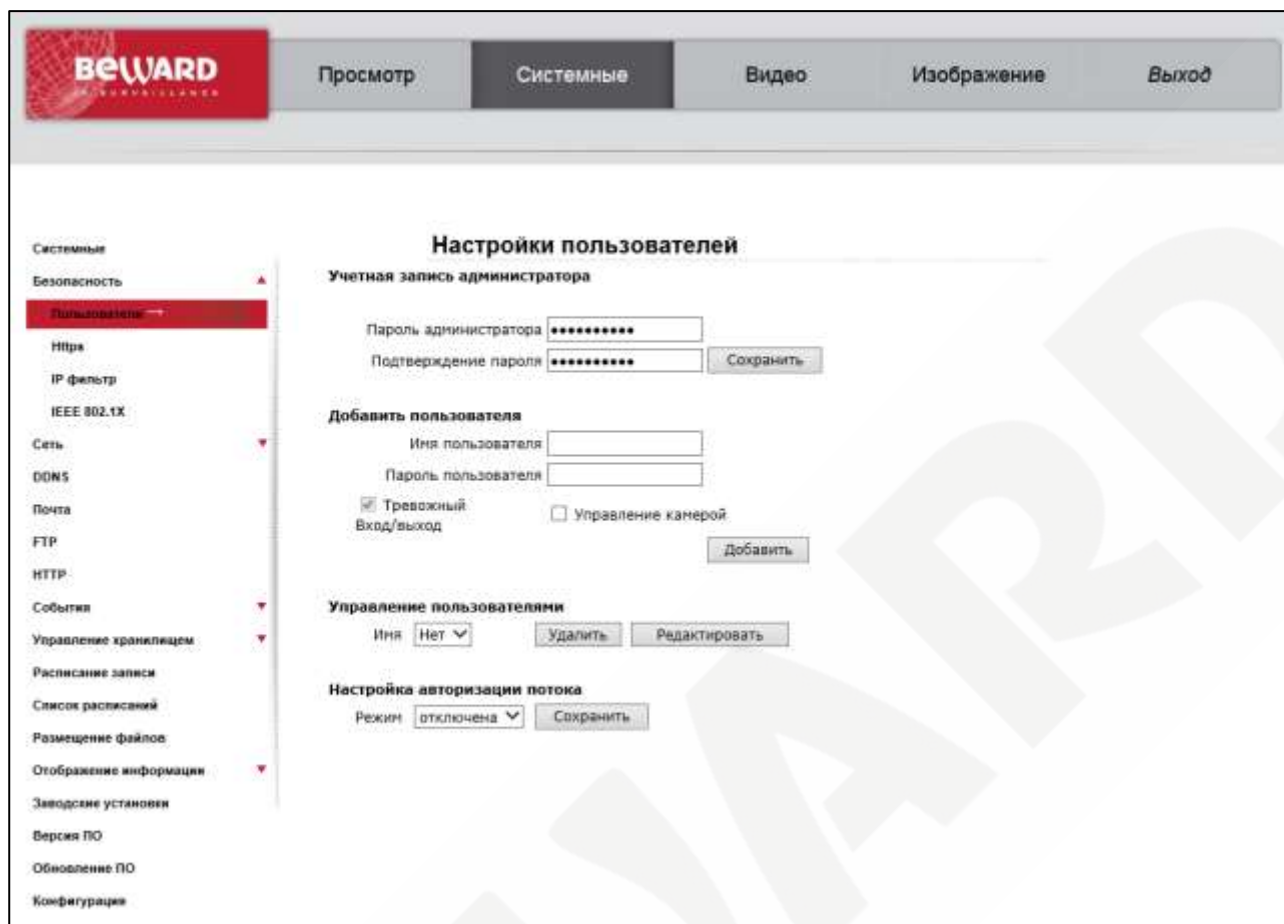 BEWARD
IP SURVEILLANCE
Просмотр
Системные
Видео
Изображение
Выход
Системные
Безопасность
Пользователи →
Https
IP фильтр
IEEE 802.1X
Сеть
DDNS
Почта
FTP
HTTP
События
Управление хранилищем
Расписание записи
Список расписаний
Размещение файлов
Отображение информации
Заводские установки
Версия ПО
Обновление ПО
Конфигурация
Настройки пользователей
Учетная запись администратора
Пароль администратора ••••••••••
Подтверждение пароля •••••••••• Сохранить
Добавить пользователя
Имя пользователя
Пароль пользователя
Тревожный
Вход/выход
Управление камерой
Добавить
Управление пользователями
Имя Нет Удалить Редактировать
Настройка авторизации потока
Режим отключена Сохранить